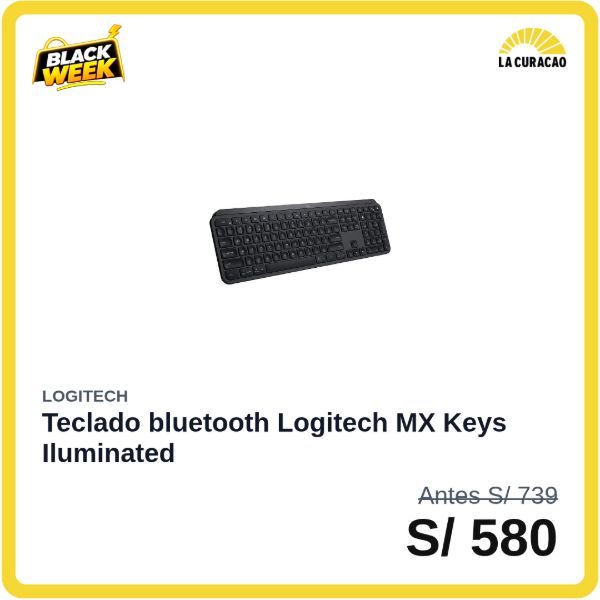 BLACK
WEEK
LA CURACAO
LOGITECH
Teclado bluetooth Logitech MX Keys
Iluminated
Antes S/ 739
S/ 580